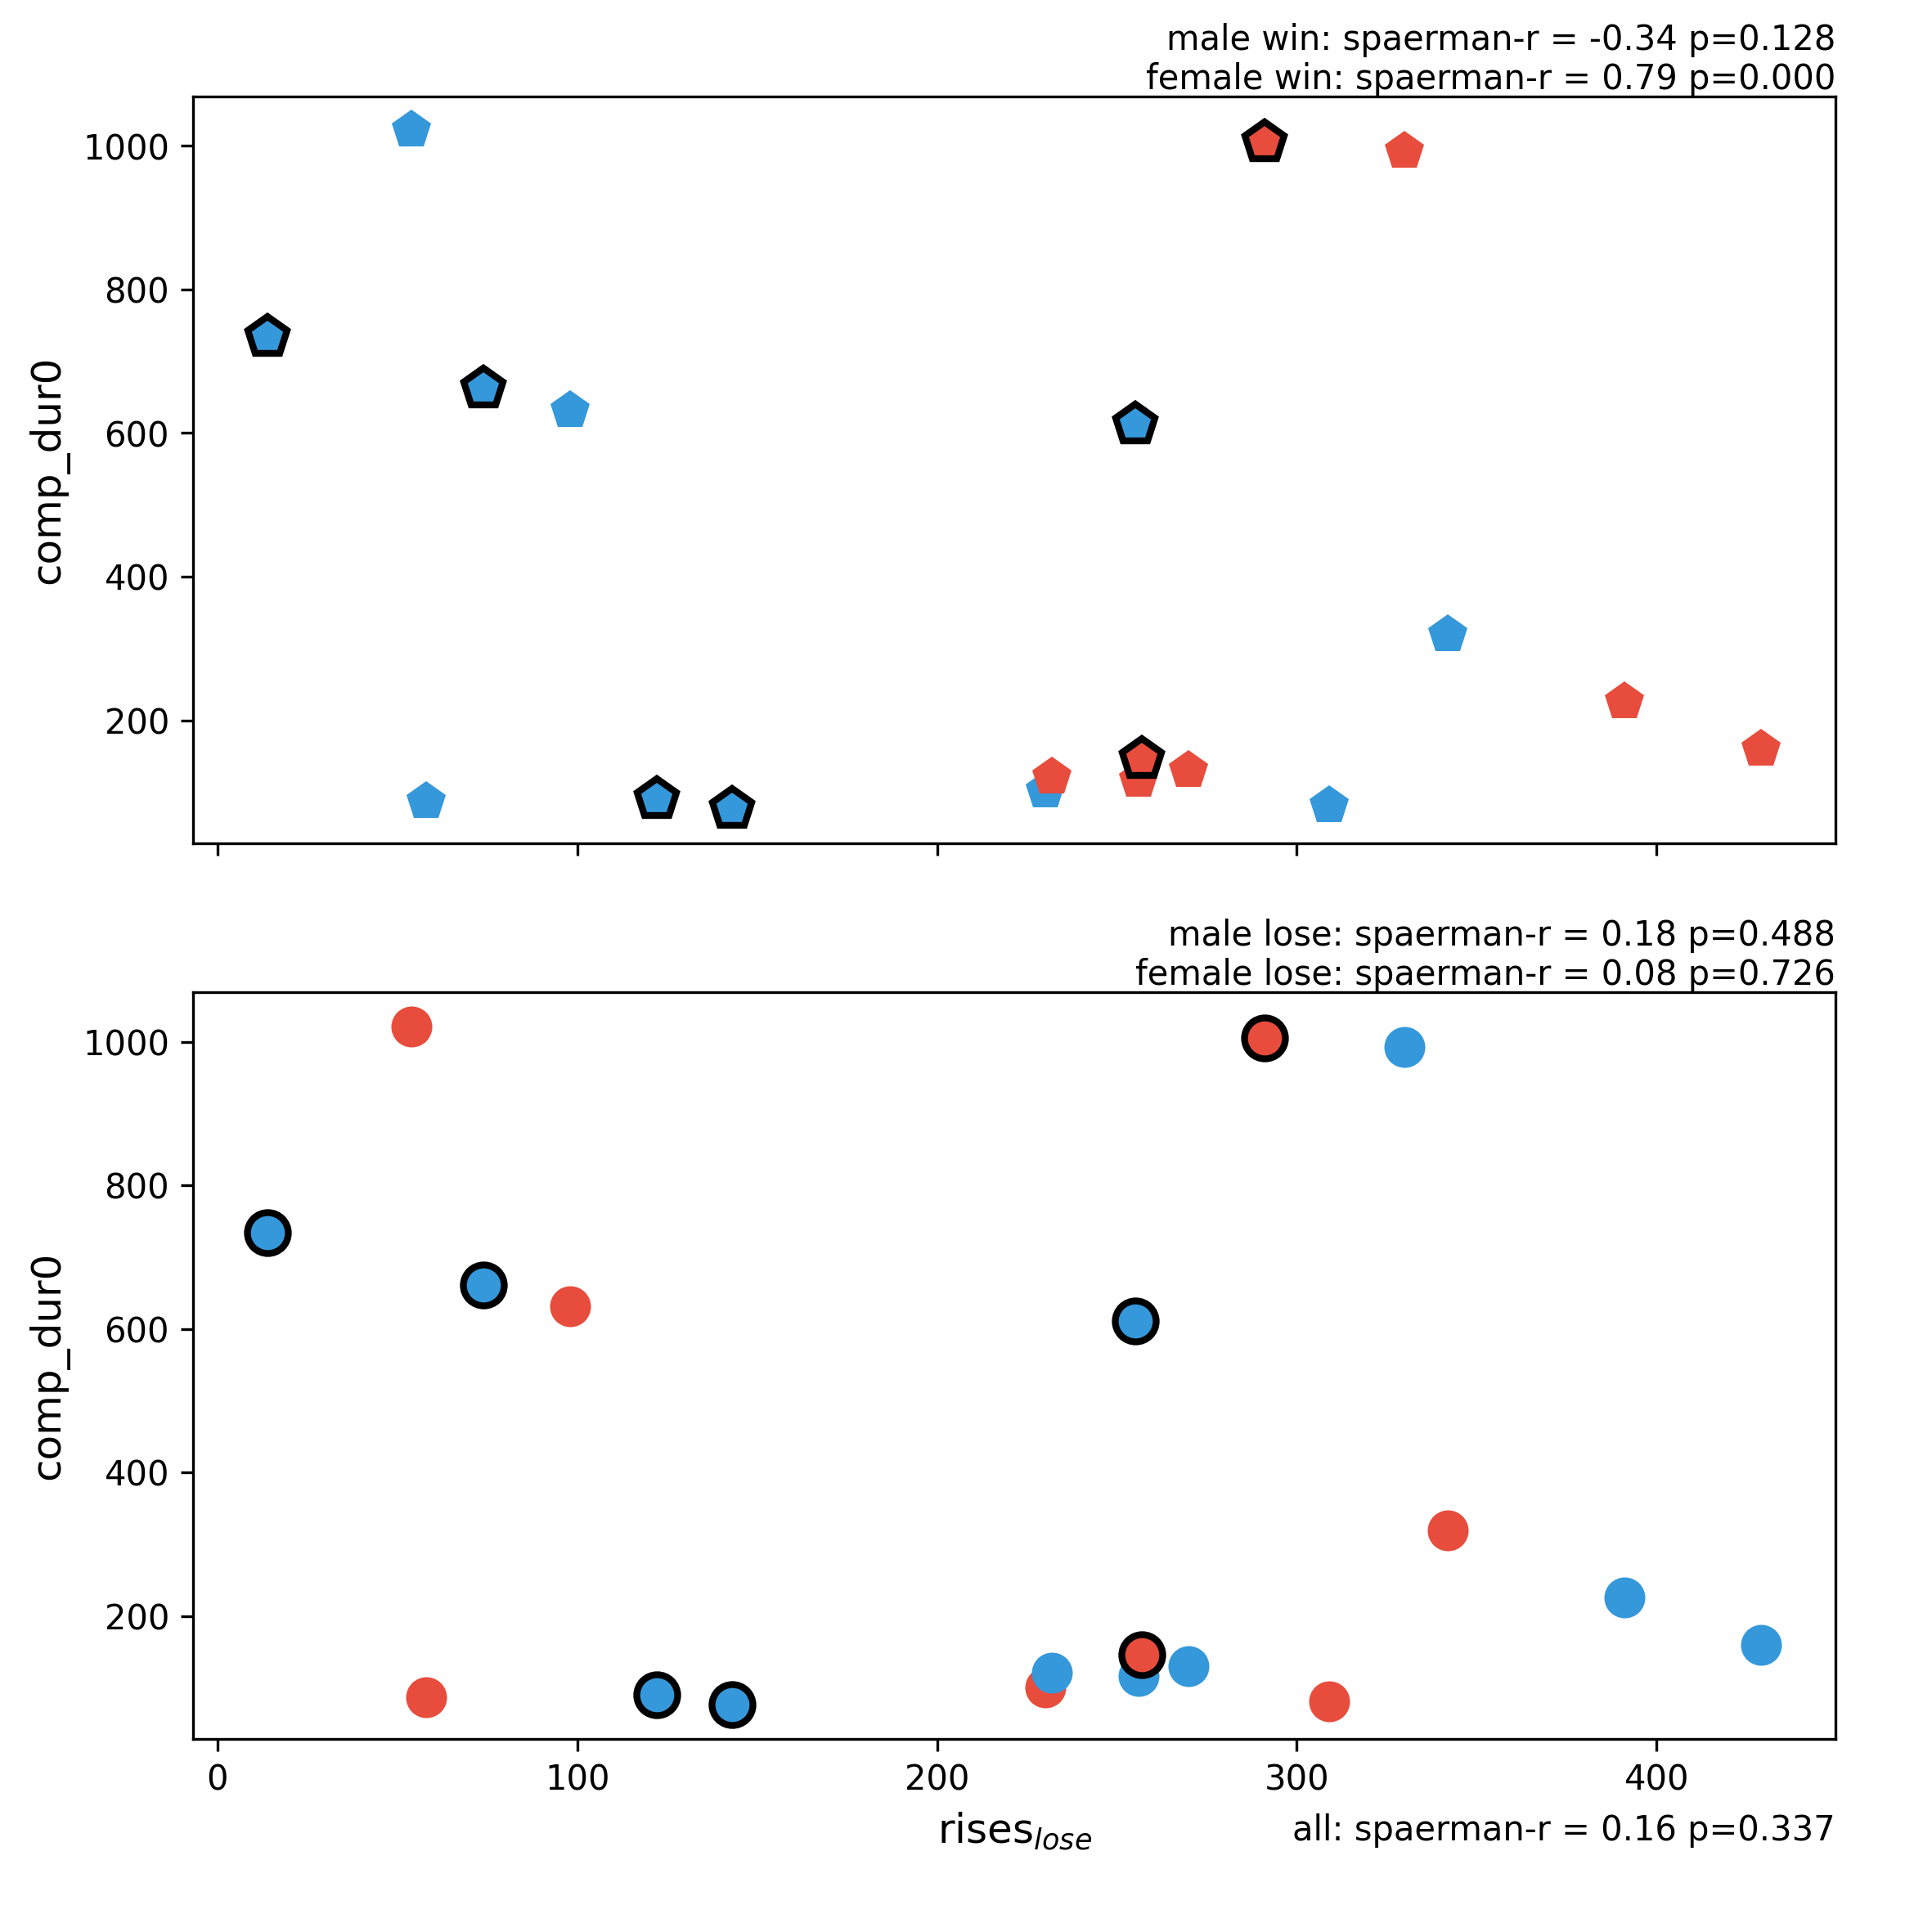 male win: spaerman-r = -0.34 p=0.128
female win: spaerman-r = 0.79 p=0.000
1000
800
600
400
200
comp_dur0
male lose: spaerman-r = 0.18 p=0.488
female lose: spaerman-r = 0.08 p=0.726
1000
800
600
400
200
comp_dur0
0 100 200 300 400
rises_lose
all: spaerman-r = 0.16 p=0.337